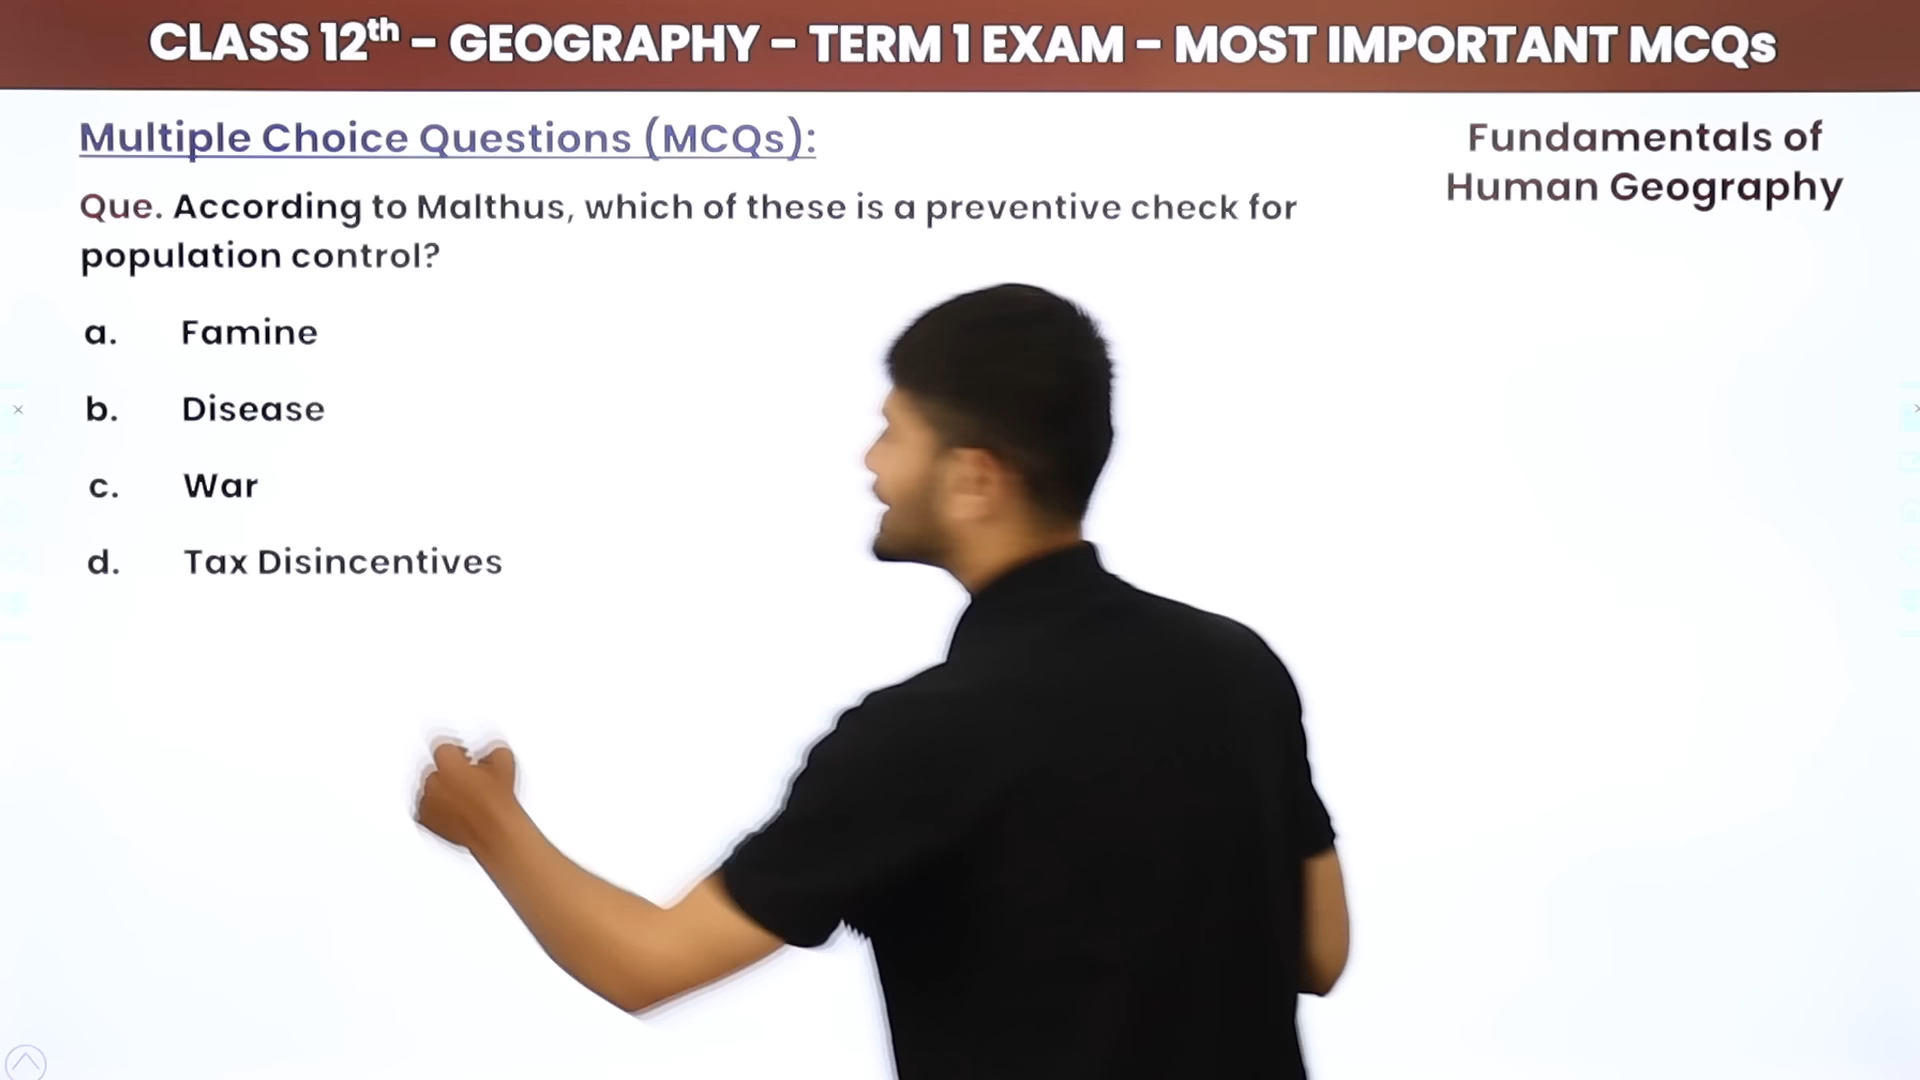 CLASS 12th - GEOGRAPHY - TERM 1 EXAM - MOST IMPORTANT MCQs
Multiple Choice Questions (MCQs):
Fundamentals of
Human Geography
Que. According to Malthus, which of these is a preventive check for
population control?
a. Famine
b. Disease
c. War
d. Tax Disincentives